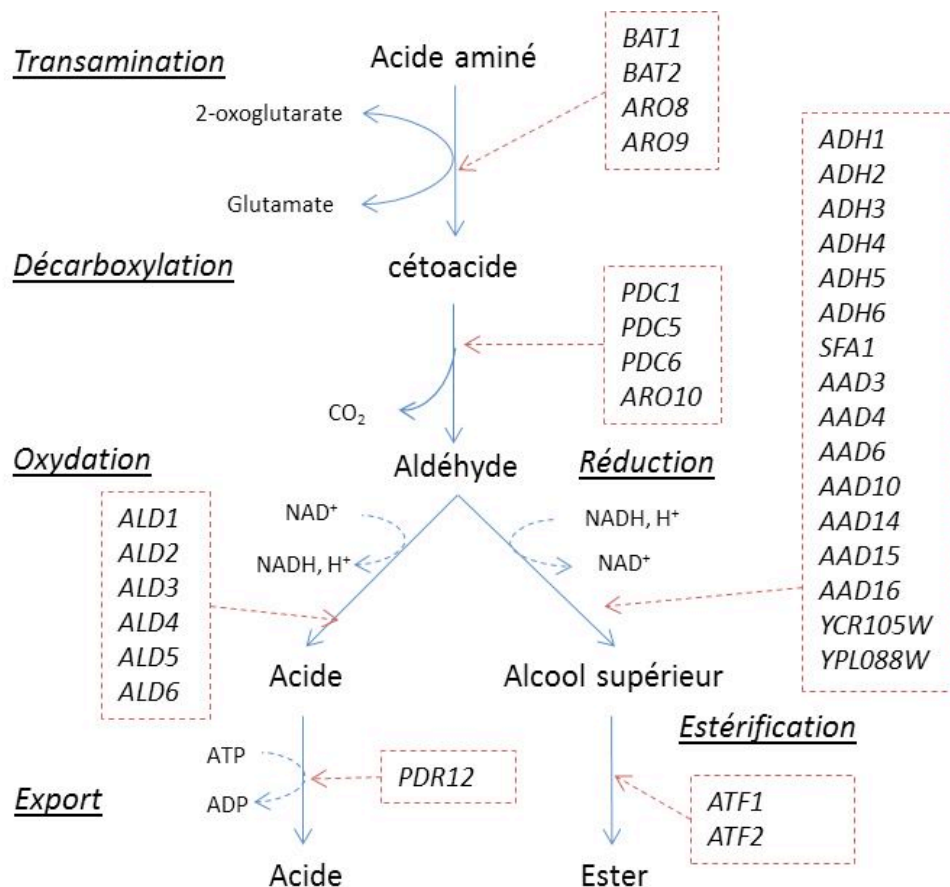 Transamination
Acide aminé
2-oxoglutarate
Glutamate
BAT1
BAT2
ARO8
ARO9
ADH1
ADH2
ADH3
ADH4
ADH5
ADH6
SFA1
AAD3
AAD4
AAD6
AAD10
AAD14
AAD15
AAD16
YCR105W
YPL088W
Décarboxylation
cétoacide
PDC1
PDC5
PDC6
ARO10
CO₂
Oxydation
Aldéhyde
Réduction
ALD1
ALD2
ALD3
ALD4
ALD5
ALD6
NAD⁺
NADH, H⁺
NADH, H⁺
NAD⁺
Acide
Alcool supérieur
Estérification
ATP
ADP
PDR12
Export
ATF1
ATF2
Acide
Ester